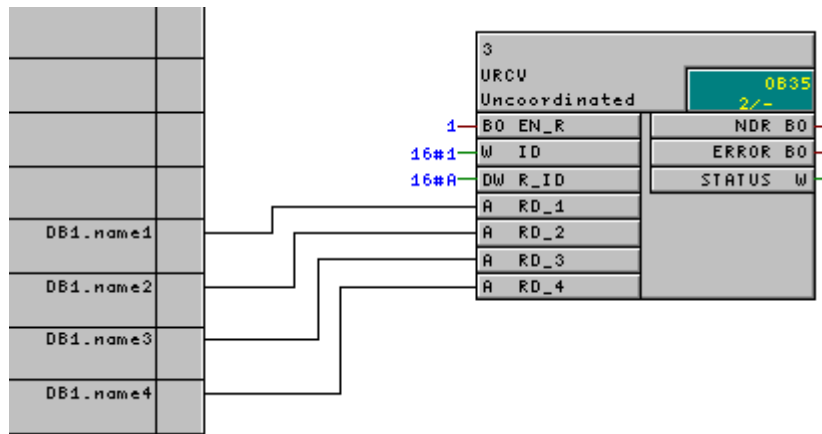 3
URCV
Uncoordinated
OB35
2/-
1 BO EN_R NDR BO
16#1 W ID ERROR BO
16#A DW R_ID STATUS W
A RD_1
DB1.name1
A RD_2
A RD_3
DB1.name2
A RD_4
DB1.name3
DB1.name4